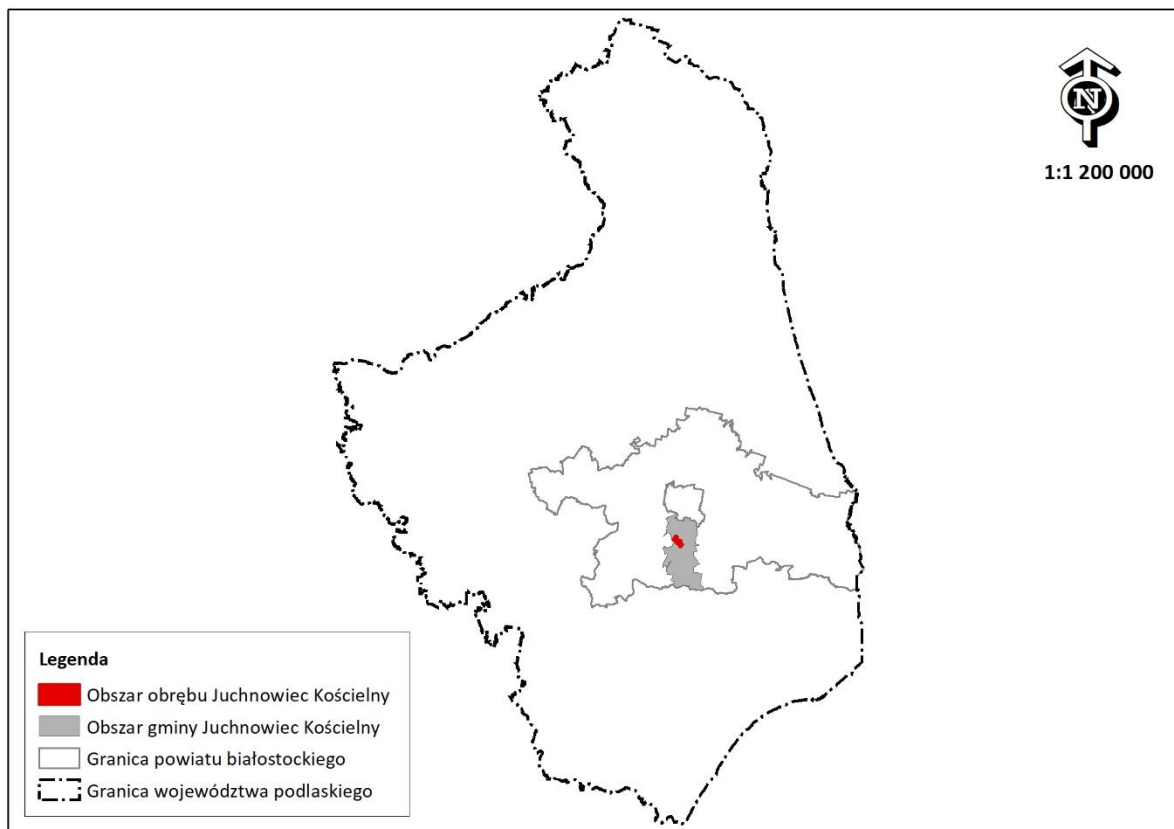 N
1:1 200 000
Legenda
Obszar obrębu Juchnowiec Kościelny
Obszar gminy Juchnowiec Kościelny
Granica powiatu białostockiego
Granica województwa podlaskiego